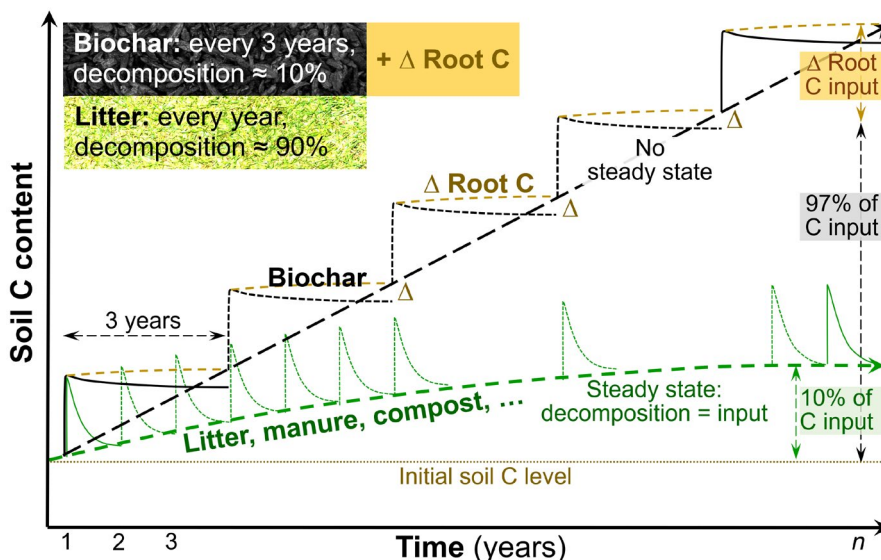 Biochar: every 3 years,
decomposition ≈ 10%
+ Δ Root C
Litter: every year,
decomposition ≈ 90%
Δ Root
C input
No
steady state
Δ
Δ Root C
Δ
97% of
C input
Biochar
Δ
3 years
Soil C content
Steady state:
decomposition = input
10% of
C input
Litter, manure, compost, ...
Initial soil C level
1 2 3 n
Time (years)